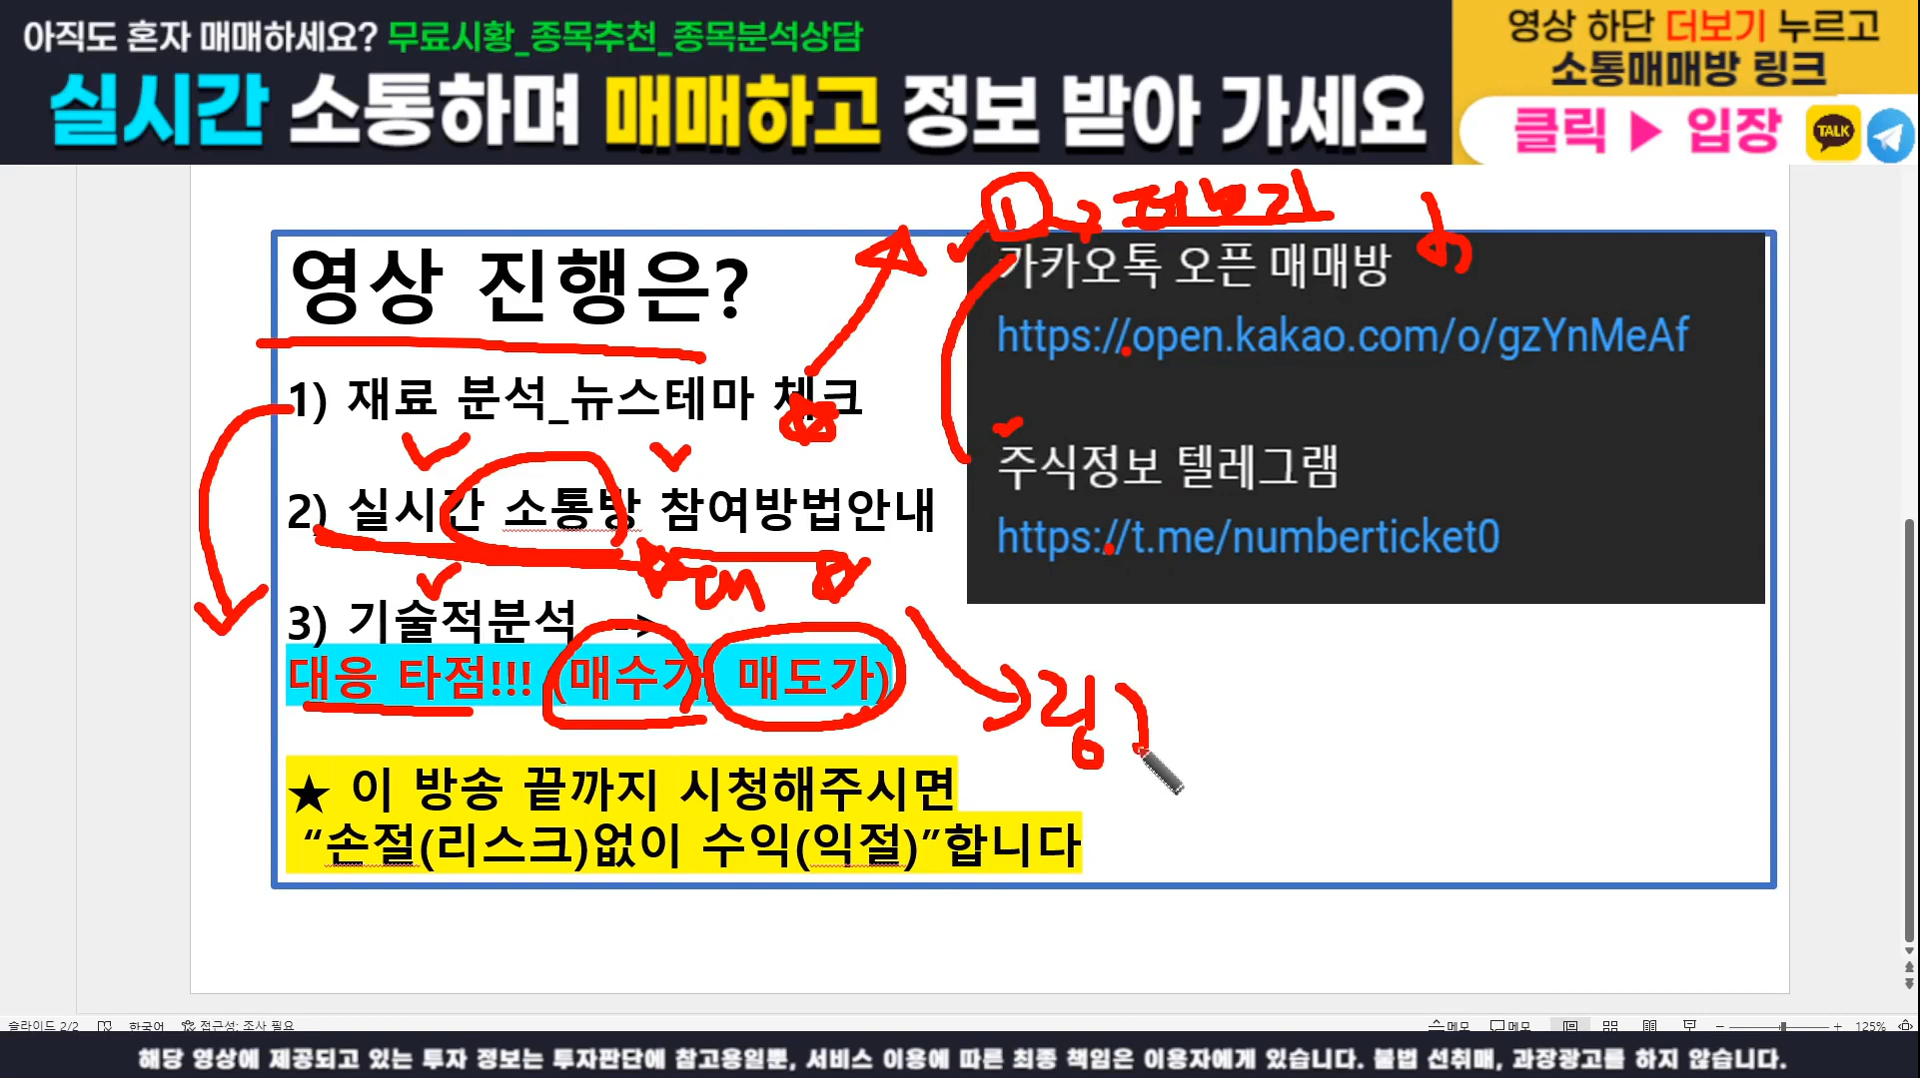 아직도 혼자 매매하세요? 무료시황_종목추천_종목분석상담
실시간 소통하며 매매하고 정보 받아 가세요
영상 하단 더보기 누르고
소통매매방 링크
클릭 ▶ 입장
TALK
① → 더보기
영상 진행은?
1) 재료 분석_뉴스테마 체크
2) 실시간 소통방 참여방법안내
3) 기술적분석 ->
대응 타점!!! (매수가, 매도가)
★ 이 방송 끝까지 시청해주시면
“손절(리스크)없이 수익(익절)”합니다
카카오톡 오픈 매매방
https://open.kakao.com/o/gzYnMeAf
주식정보 텔레그램
https://t.me/numberticket0
슬라이드 2/2 한국어 접근성: 조사 필요
메모 메모 125%
해당 영상에 제공되고 있는 투자 정보는 투자판단에 참고용일뿐, 서비스 이용에 따른 최종 책임은 이용자에게 있습니다. 불법 선취매, 과장광고를 하지 않습니다.